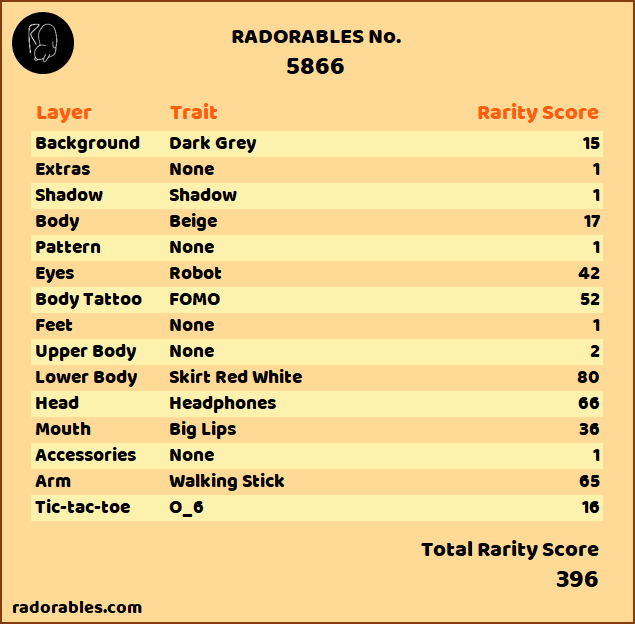 RADORABLES No.
5866
Layer Trait Rarity Score
Background Dark Grey 15
Extras None 1
Shadow Shadow 1
Body Beige 17
Pattern None 1
Eyes Robot 42
Body Tattoo FOMO 52
Feet None 1
Upper Body None 2
Lower Body Skirt Red White 80
Head Headphones 66
Mouth Big Lips 36
Accessories None 1
Arm Walking Stick 65
Tic-tac-toe O_6 16
Total Rarity Score
396
radorables.com